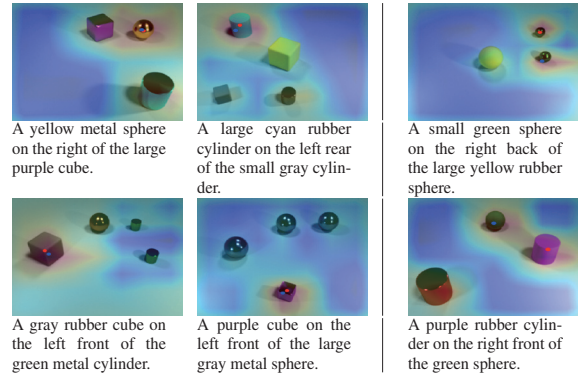 A yellow metal sphere
on the right of the large
purple cube.
A large cyan rubber
cylinder on the left rear
of the small gray cylin-
der.
A small green sphere
on the right back of
the large yellow rubber
sphere.
A gray rubber cube on
the left front of the
green metal cylinder.
A purple cube on the
left front of the large
gray metal sphere.
A purple rubber cylin-
der on the right front of
the green sphere.